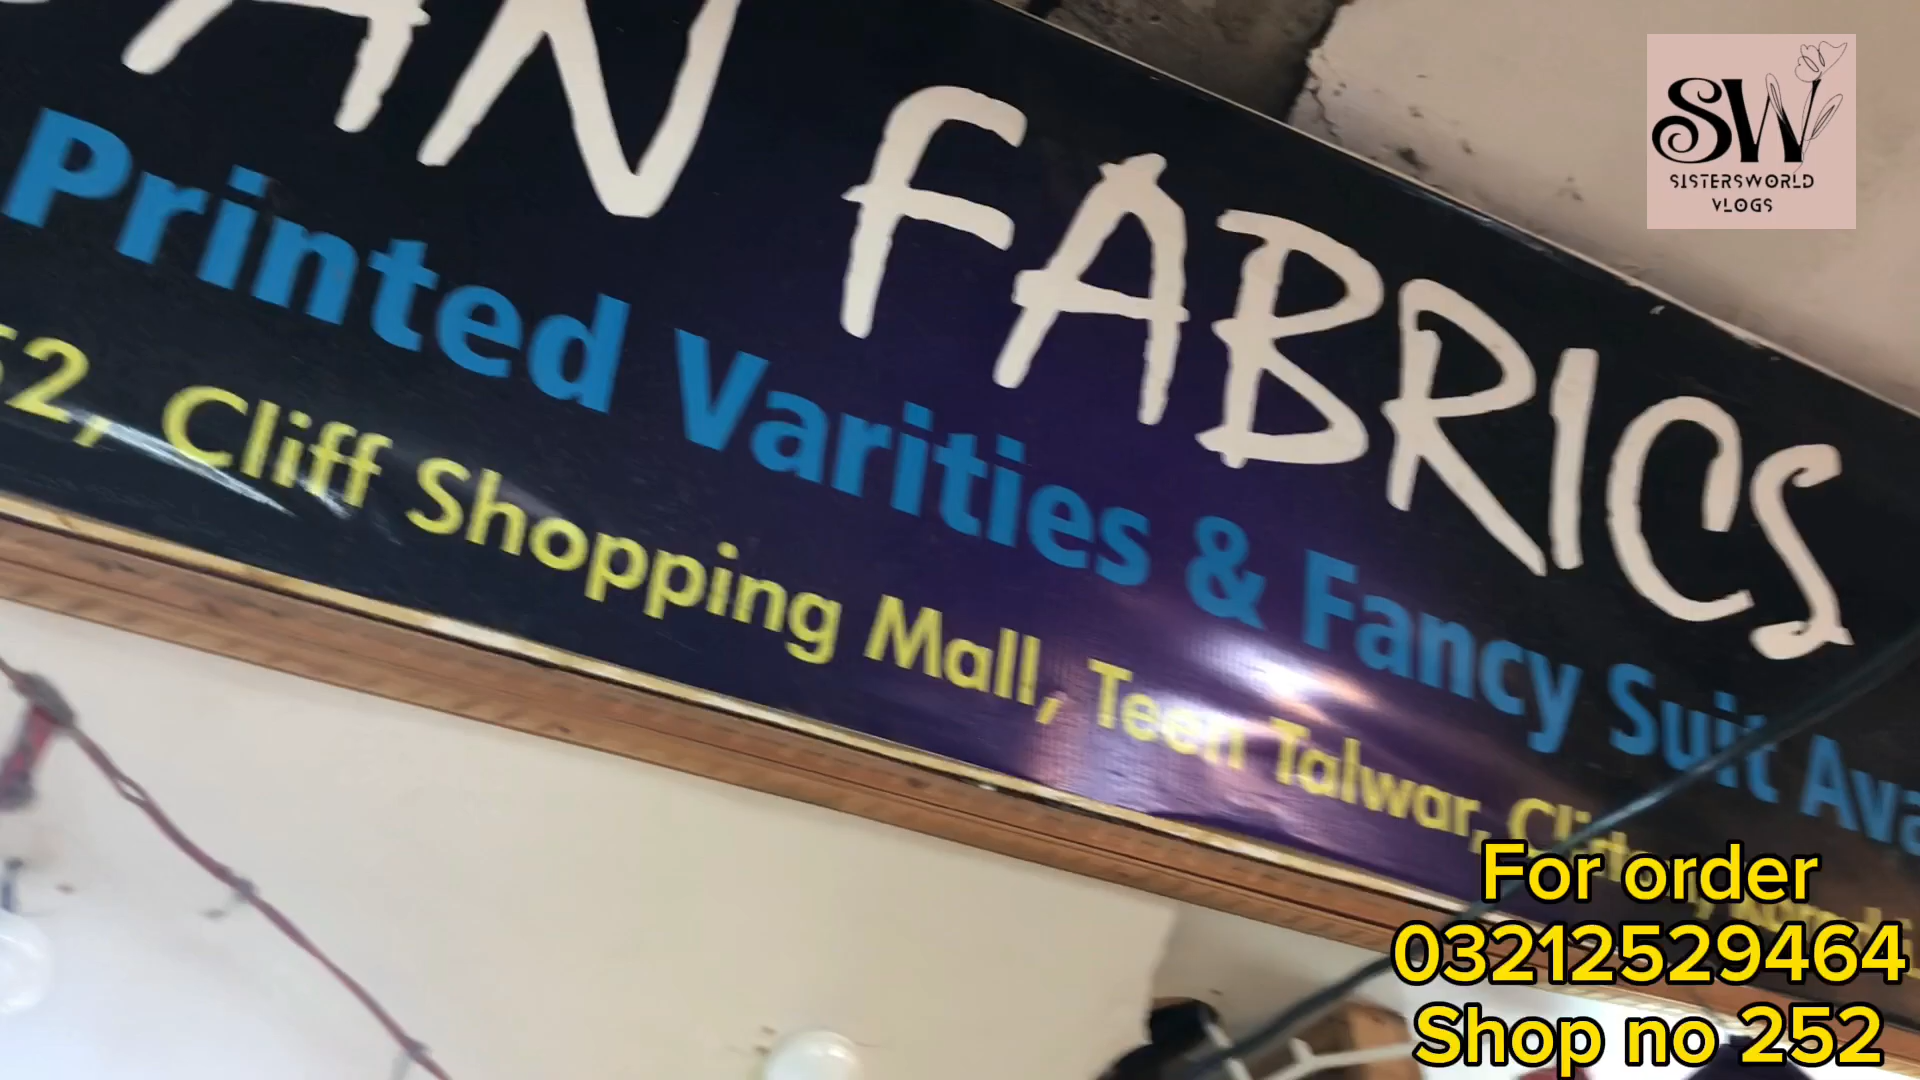 AN FABRICS
Printed Varities & Fancy Suit Ava
52, Cliff Shopping Mall, Teen Talwar,
SW
SISTERSWORLD
VLOGS
For order
03212529464
Shop no 252